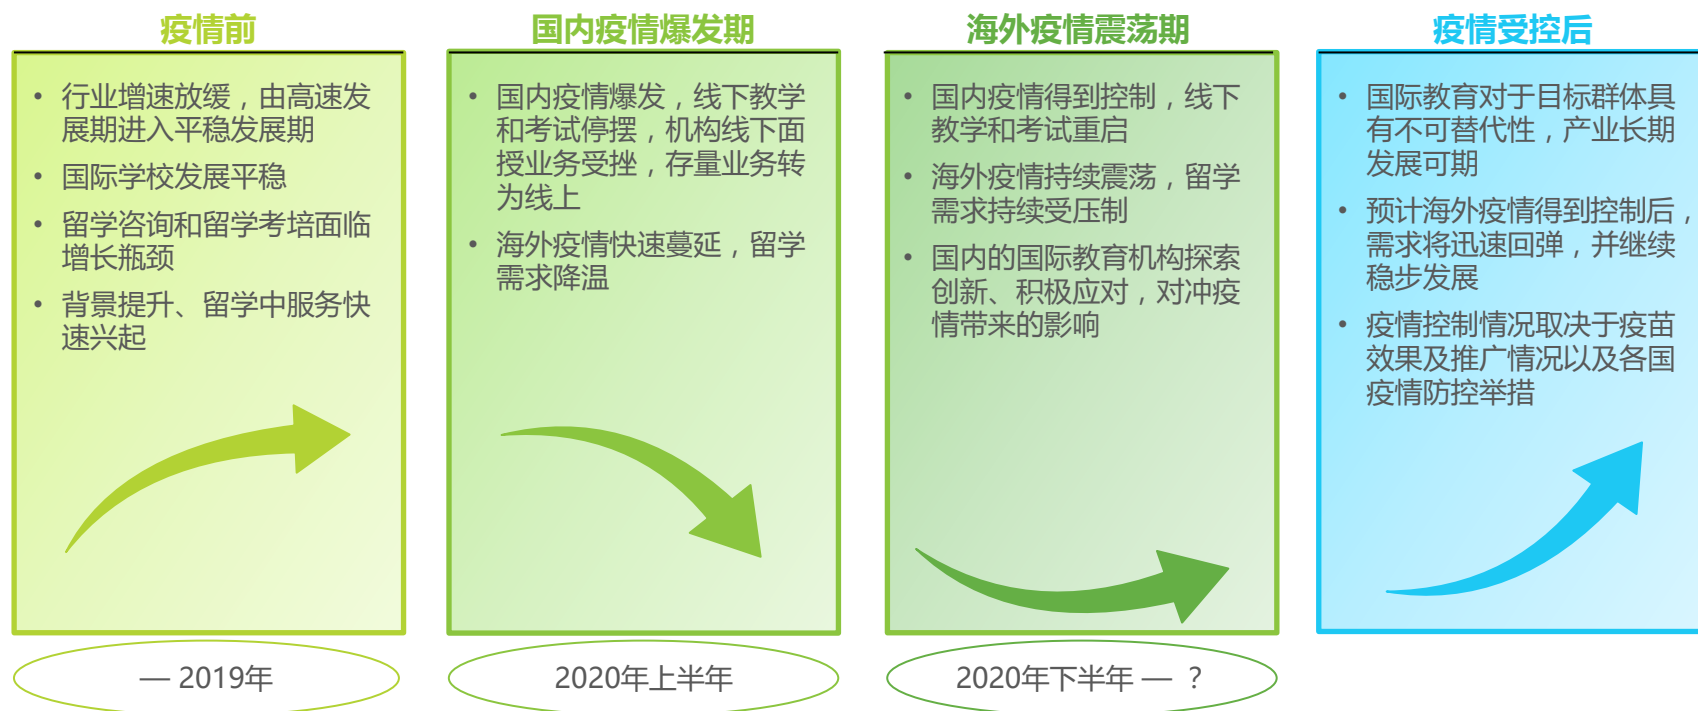 疫情前
• 行业增速放缓，由高速发
展期进入平稳发展期
• 国际学校发展平稳
• 留学咨询和留学考培面临
增长瓶颈
• 背景提升、留学中服务快
速兴起
— 2019年
国内疫情爆发期
• 国内疫情爆发，线下教学
和考试停摆，机构线下面
授业务受挫，存量业务转
为线上
• 海外疫情快速蔓延，留学
需求降温
2020年上半年
海外疫情震荡期
• 国内疫情得到控制，线下
教学和考试重启
• 海外疫情持续震荡，留学
需求持续受压制
• 国内的国际教育机构探索
创新、积极应对，对冲疫
情带来的影响
2020年下半年 — ？
疫情受控后
• 国际教育对于目标群体具
有不可替代性，产业长期
发展可期
• 预计海外疫情得到控制后，
需求将迅速回弹，并继续
稳步发展
• 疫情控制情况取决于疫苗
效果及推广情况以及各国
疫情防控举措